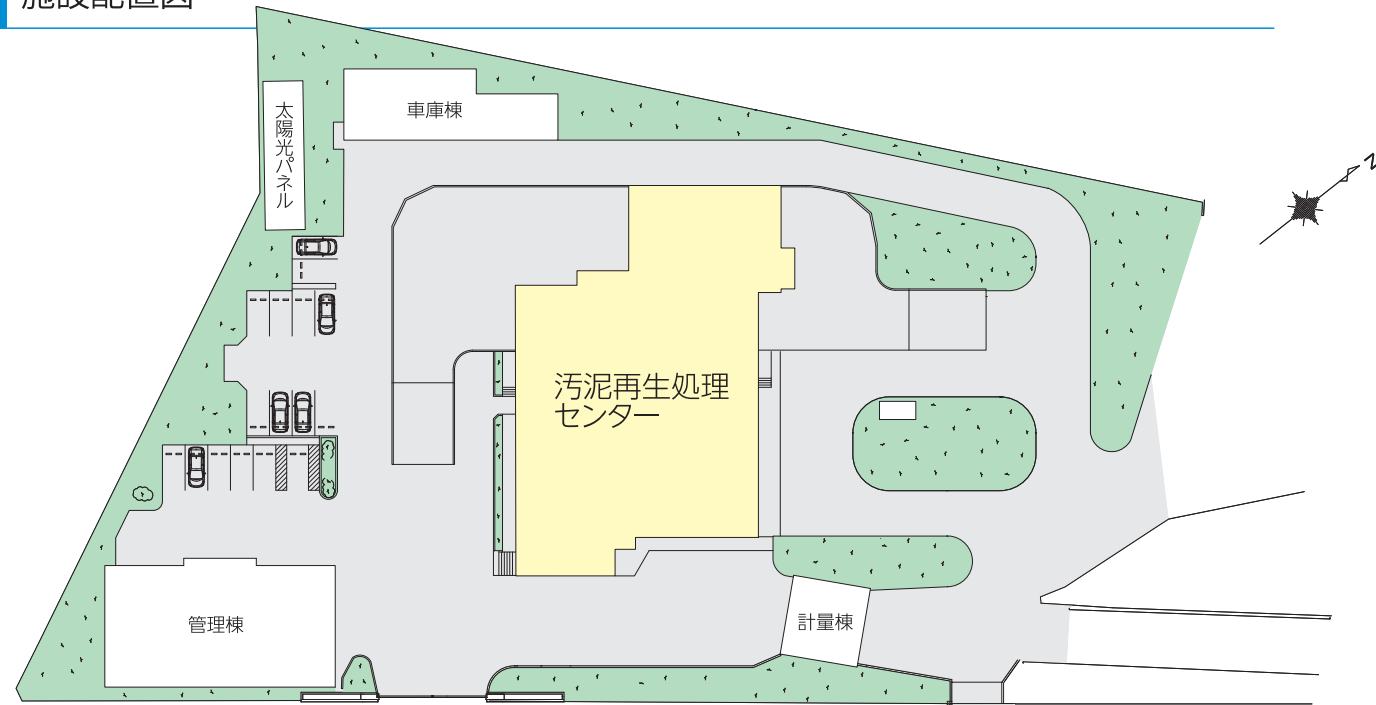 施設配置図
車庫棟
太陽光パネル
N
汚泥再生処理
センター
管理棟
計量棟